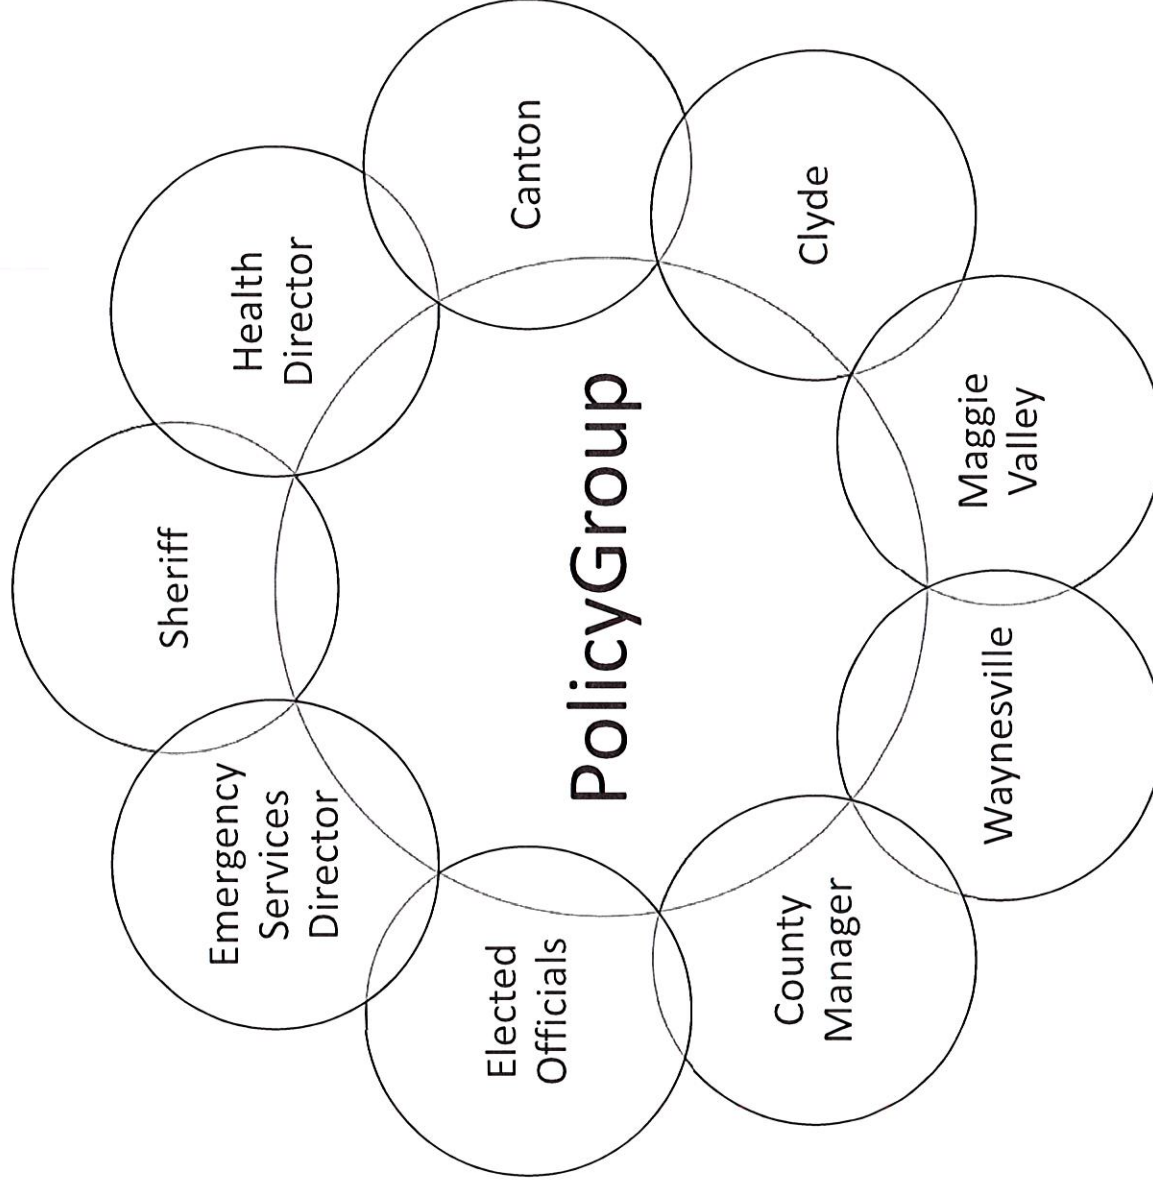 Sheriff
Emergency
Services
Director
Health
Director
Elected
Officials
Canton
PolicyGroup
County
Manager
Clyde
Waynesville
Maggie
Valley